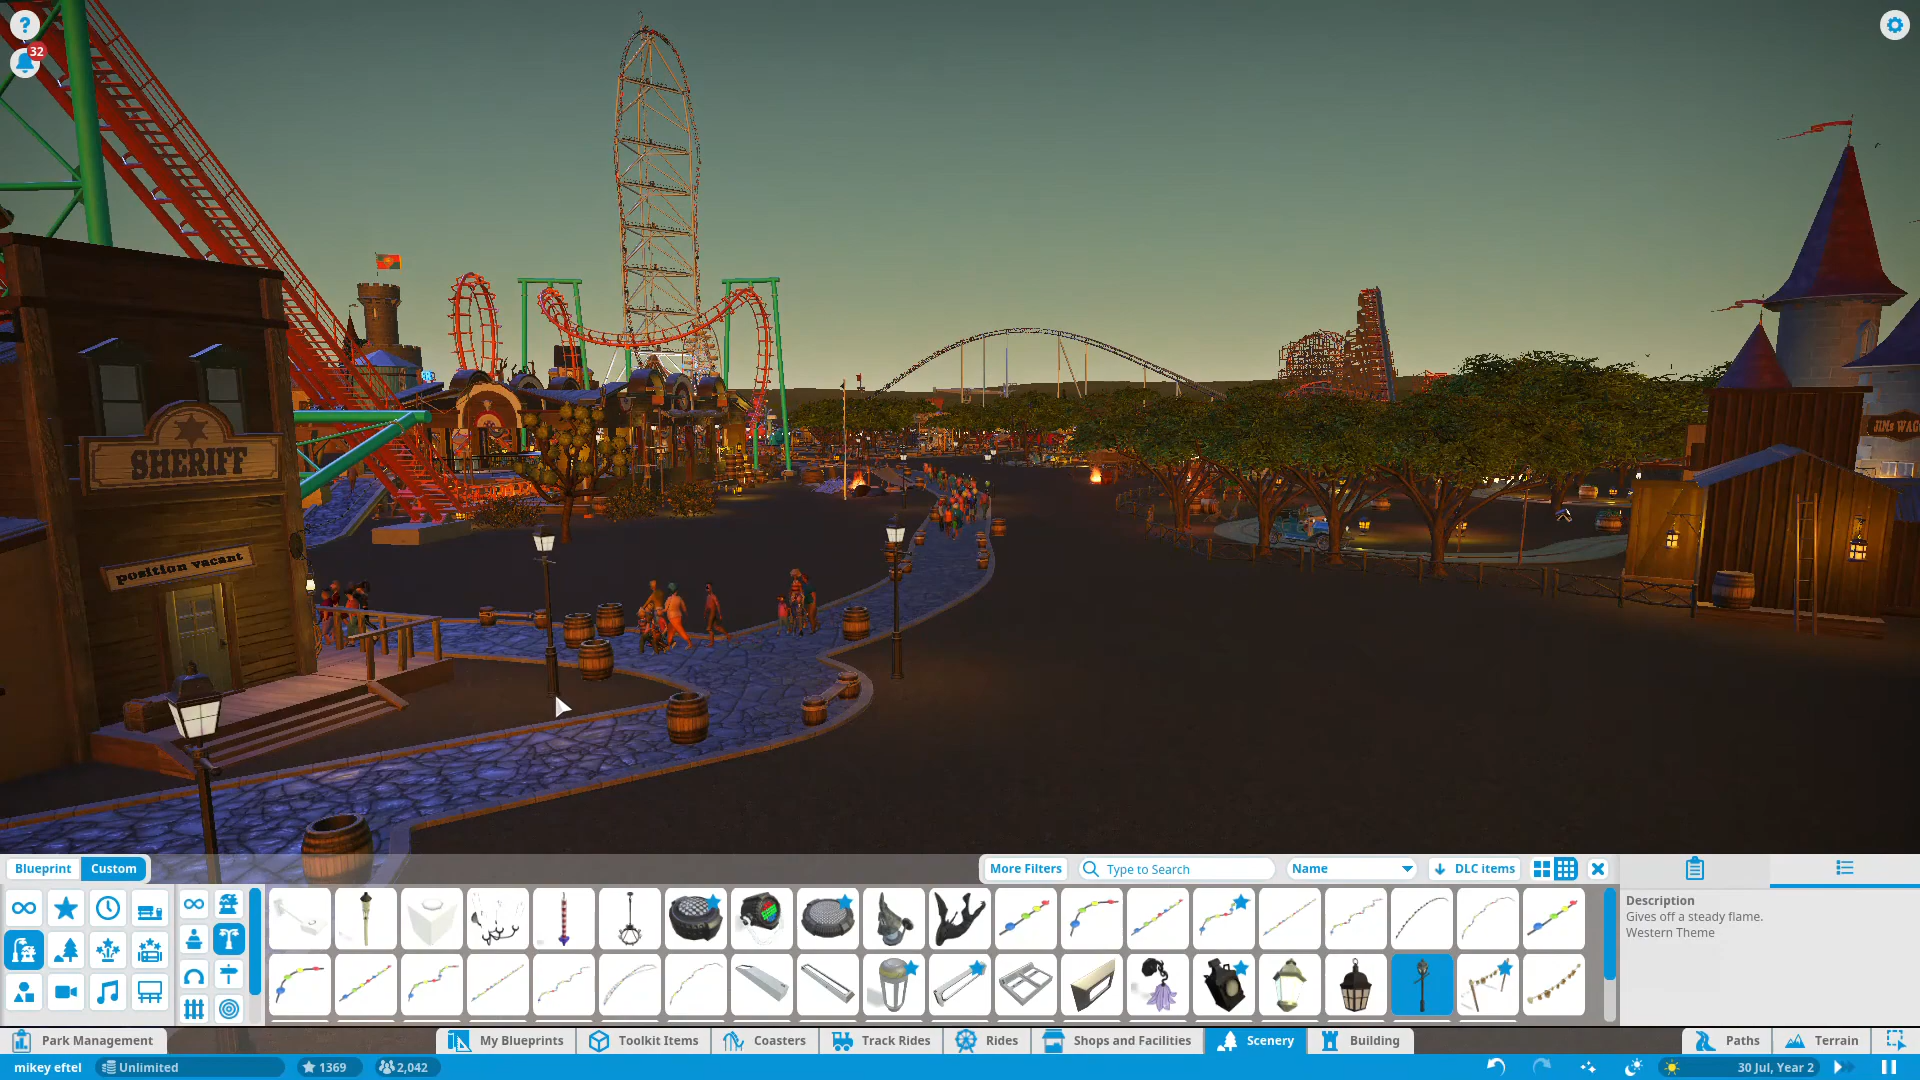 ?
32
SHERIFF
position vacant
JIM's WAG
Blueprint
Custom
More Filters
Type to Search
Name
DLC items
Description
Gives off a steady flame.
Western Theme
Park Management
My Blueprints
Toolkit Items
Coasters
Track Rides
Rides
Shops and Facilities
Scenery
Building
Paths
Terrain
mikey eftel
Unlimited
1369
2,042
30 Jul, Year 2